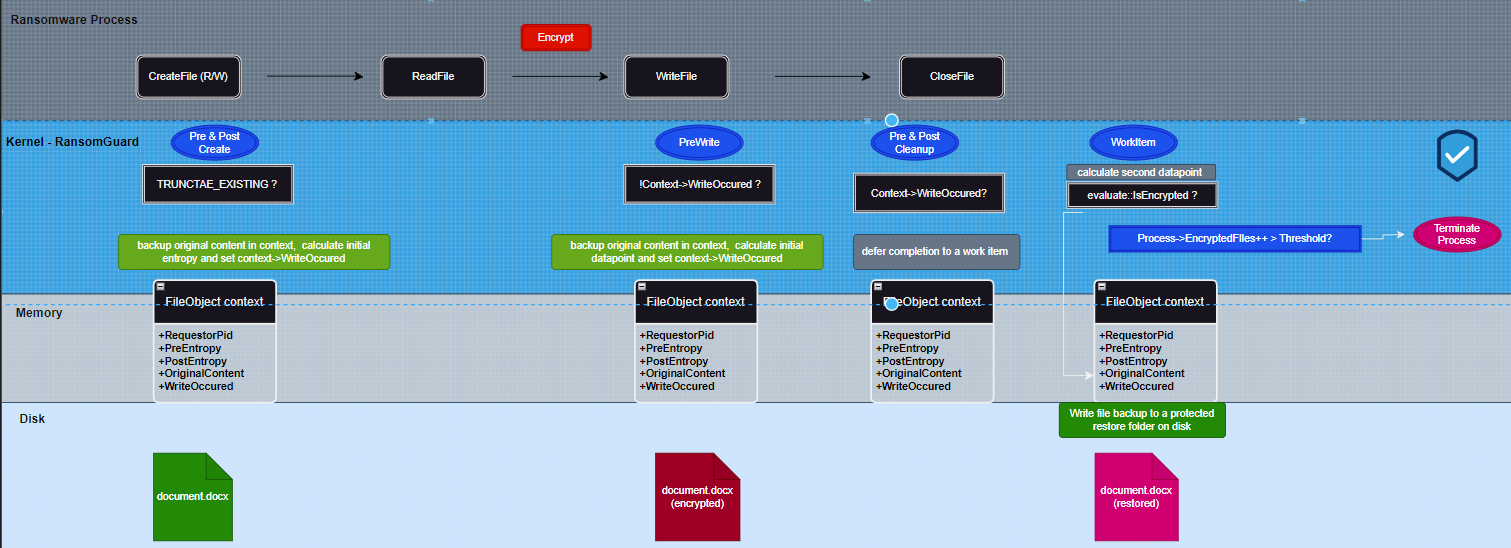 Ransomware Process
Encrypt
CreateFile (R/W)
ReadFile
WriteFile
CloseFile
Kernel - RansomGuard
Pre & Post
Create
PreWrite
Pre & Post
Cleanup
WorkItem
TRUNCTAE_EXISTING ?
!Context->WriteOccured ?
Context->WriteOccured?
calculate second datapoint
evaluate::IsEncrypted ?
backup original content in context, calculate initial
entropy and set context->WriteOccured
backup original content in context, calculate initial
datapoint and set context->WriteOccured
defer completion to a work item
Process->EncryptedFIles++ > Threshold?
Terminate
Process
Memory
FileObject context
+RequestorPid
+PreEntropy
+PostEntropy
+OriginalContent
+WriteOccured
FileObject context
+RequestorPid
+PreEntropy
+PostEntropy
+OriginalContent
+WriteOccured
FileObject context
+RequestorPid
+PreEntropy
+PostEntropy
+OriginalContent
+WriteOccured
FileObject context
+RequestorPid
+PreEntropy
+PostEntropy
+OriginalContent
+WriteOccured
Disk
Write file backup to a protected
restore folder on disk
document.docx
document.docx
(encrypted)
document.docx
(restored)